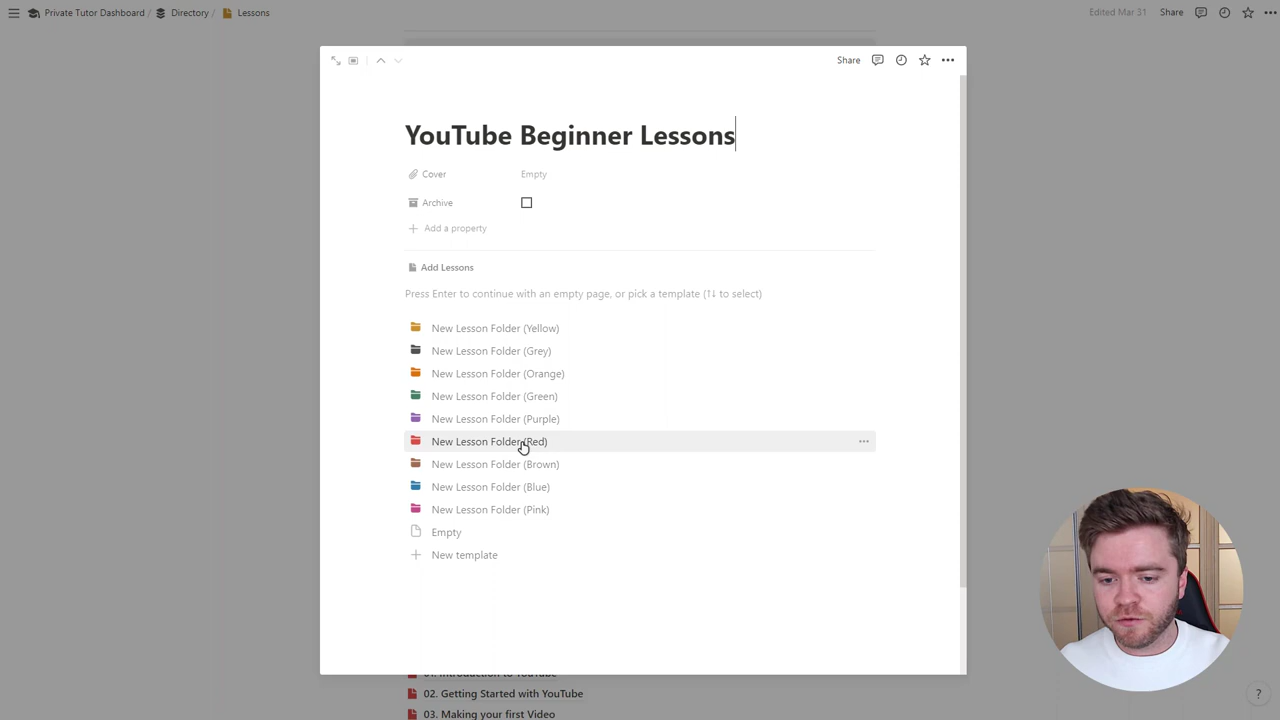 Private Tutor Dashboard / Directory / Lessons
Edited Mar 31 Share
Share
YouTube Beginner Lessons
Cover Empty
Archive
Add a property
Add Lessons
Press Enter to continue with an empty page, or pick a template (↑↓ to select)
New Lesson Folder (Yellow)
New Lesson Folder (Grey)
New Lesson Folder (Orange)
New Lesson Folder (Green)
New Lesson Folder (Purple)
New Lesson Folder (Red)
New Lesson Folder (Brown)
New Lesson Folder (Blue)
New Lesson Folder (Pink)
Empty
New template
01. Introduction to YouTube
02. Getting Started with YouTube
03. Making your first Video
?